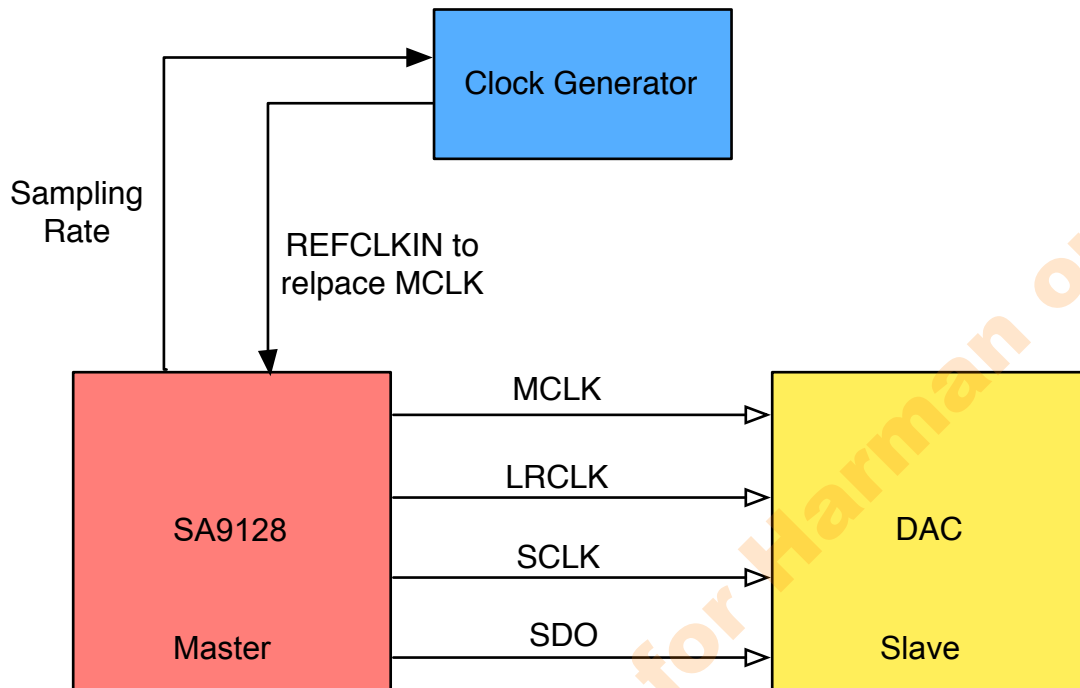 Clock Generator
Sampling
Rate
REFCLKIN to
relpace MCLK
MCLK
LRCLK
SA9128
DAC
SCLK
SDO
Master
Slave
for Harman